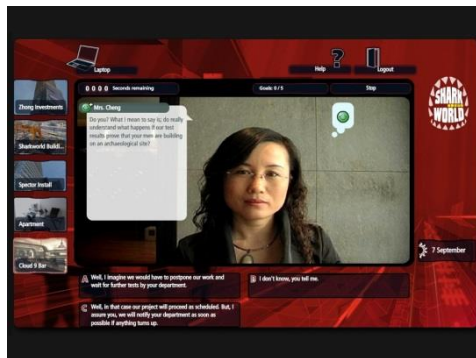 Laptop
Help
Logout
0 0 0 0 Seconds remaining
Goals: 0 / 5
Stop
Zhong Investments
Sharkworld Buildi...
Spector Install
Apartment
Cloud 9 Bar
Mrs. Cheng
Do you? What I mean to say is; do really
understand what happens if our test
results prove that your men are building
on an archaeological site?
SHARK
WORLD
7 September
A Well, I imagine we would have to postpone our work and
wait for further tests by your department.
B I don't know, you tell me.
C Well, in that case our project will proceed as scheduled. But, I
assure you, we will notify your department as soon as
possible if anything turns up.